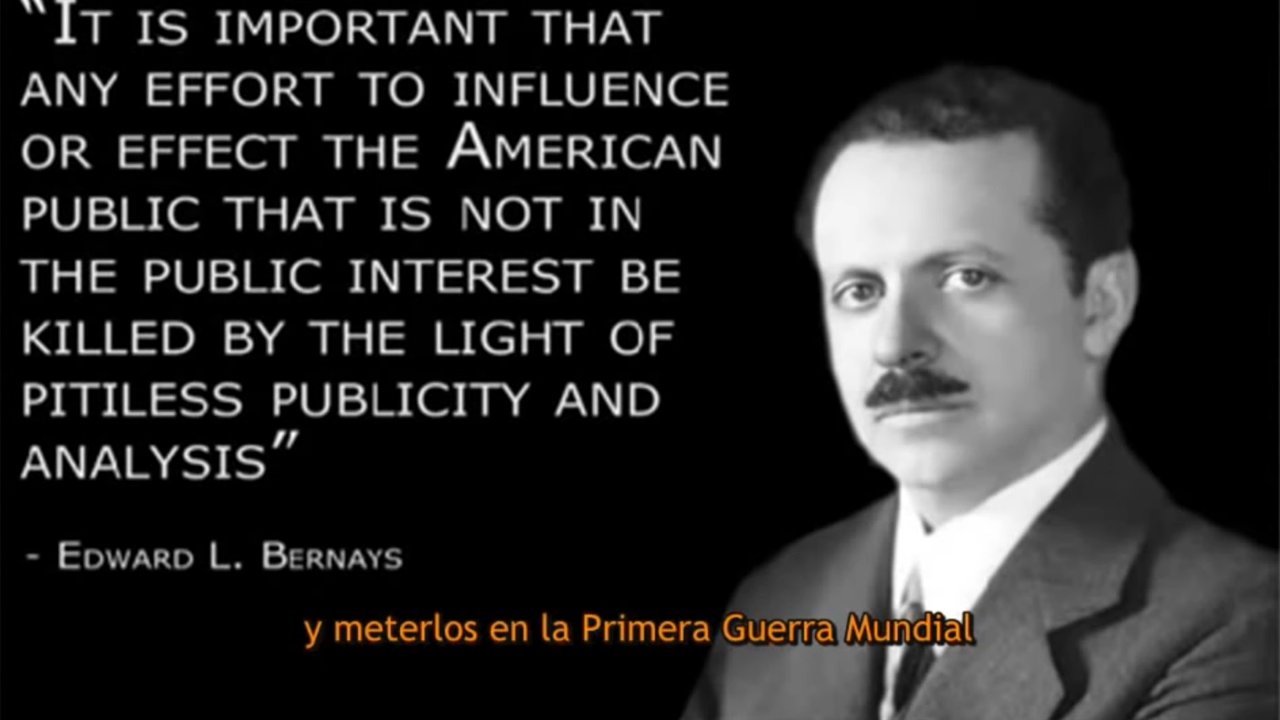 “It is important that
any effort to influence
or effect the American
public that is not in
the public interest be
killed by the light of
pitiless publicity and
analysis”
- Edward L. Bernays
y meterlos en la Primera Guerra Mundial